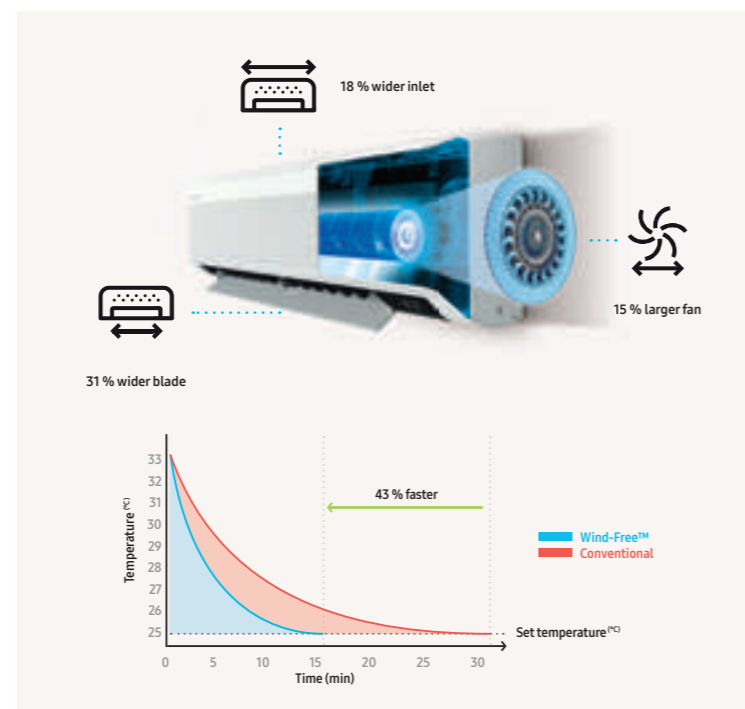 18 % wider inlet
15 % larger fan
31 % wider blade
43 % faster
Temperature (°C)
33
32
31
30
29
28
27
26
25
Wind-Free™
Conventional
Set temperature (°C)
0 5 10 15 20 25 30
Time (min)